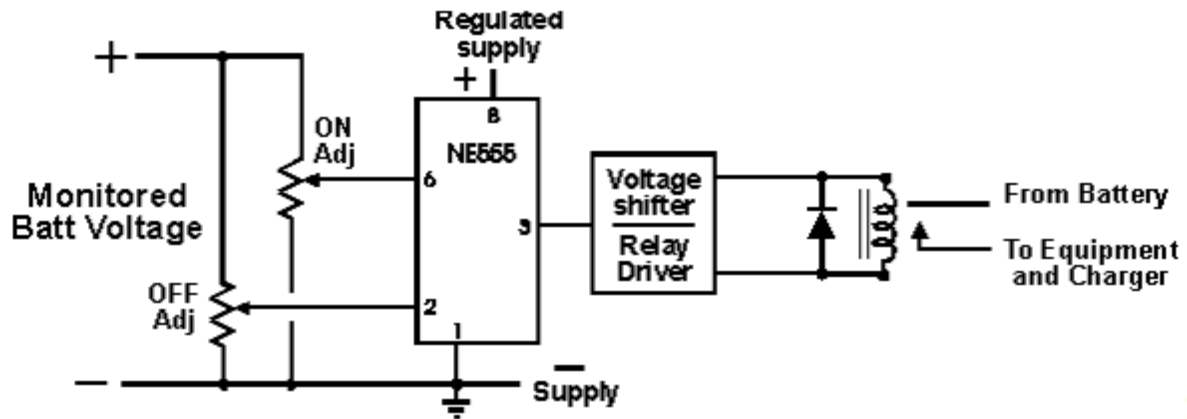 Regulated
supply
+
+
8
NE555
ON
Adj
6
Monitored
Batt Voltage
3
Voltage
shifter
Relay
Driver
From Battery
To Equipment
and Charger
OFF
Adj
2
1
−
−
Supply